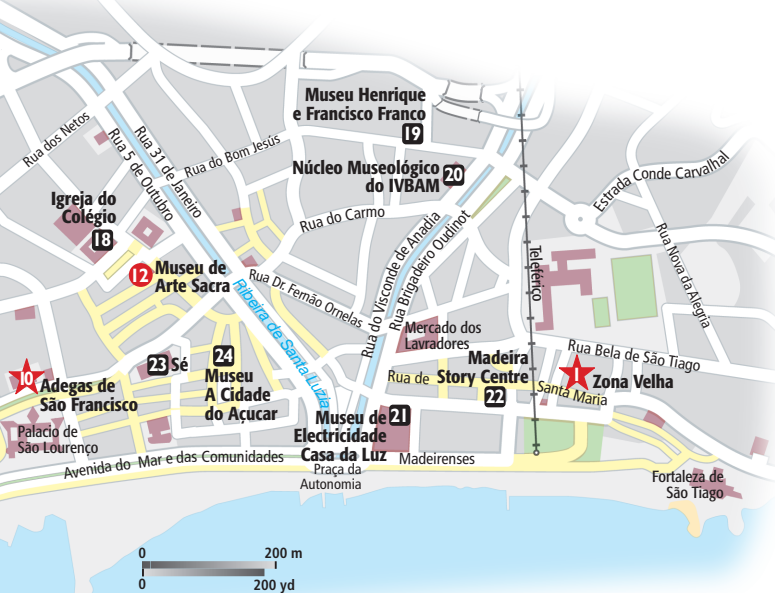 Museu Henrique
e Francisco Franco
19
Rua dos Netos
Rua 31 de Janeiro
Rua 5 de Outubro
Rua do Bom Jesús
Núcleo Museológico
do IVBAM
20
Estrada Conde Carvalhal
Igreja do
Colégio
18
Rua do Carmo
Rua do Visconde de Anadia
Rua Brigadeiro Oudinot
Teleférico
Rua Nova da Alegria
12
Museu de
Arte Sacra
Rua Dr. Fernão Ornelas
Ribeira de Santa Luzia
Mercado dos
Lavradores
Rua Bela de São Tiago
10
Adegas de
São Francisco
23 Sé
24
Museu
A Cidade
do Açucar
Rua de
Santa Maria
Madeira
Story Centre
22
1
Zona Velha
Palacio de
São Lourenço
Museu de
Electricidade
Casa da Luz
21
Avenida do Mar e das Comunidades
Madeirenses
Praça da
Autonomia
Fortaleza de
São Tiago
0
200 m
0
200 yd